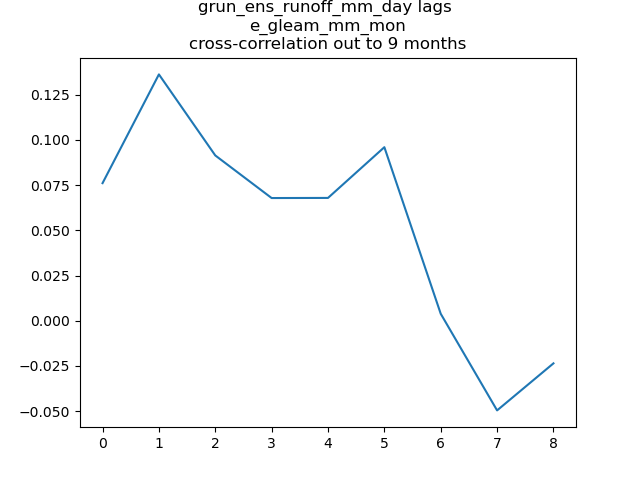 grun_ens_runoff_mm_day lags
e_gleam_mm_mon
cross-correlation out to 9 months
0.125
0.100
0.075
0.050
0.025
0.000
−0.025
−0.050
0 1 2 3 4 5 6 7 8